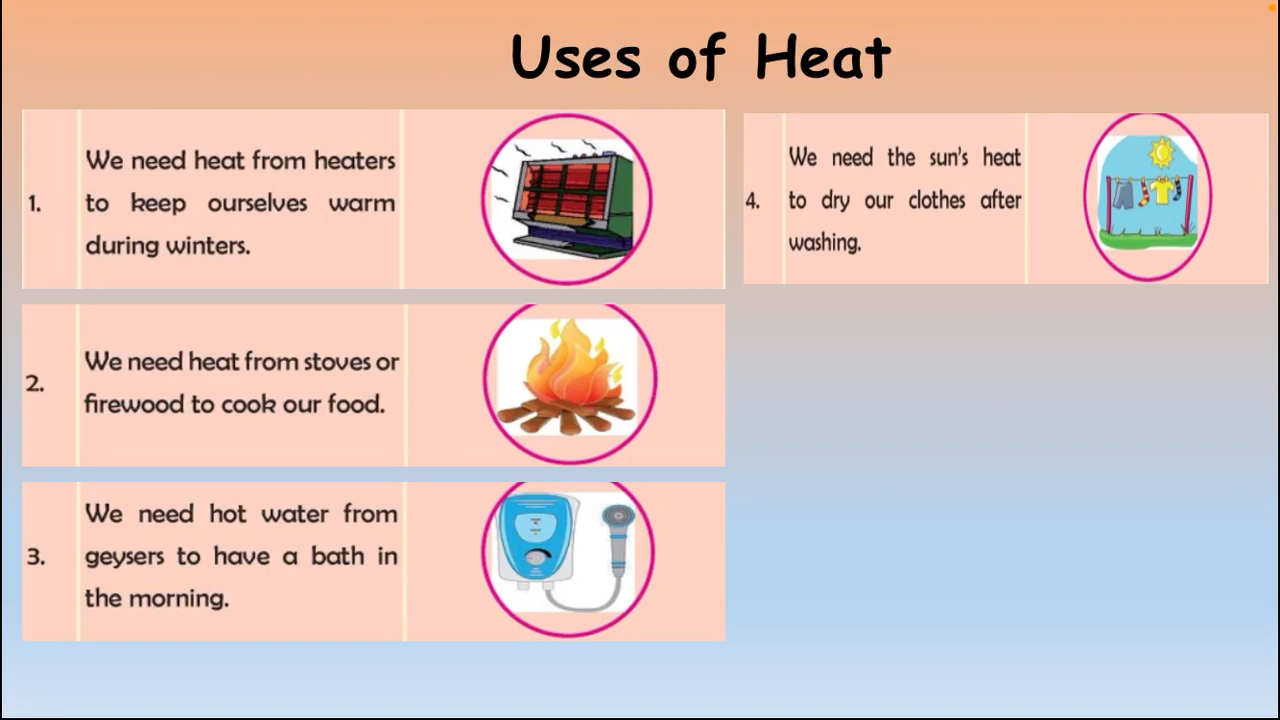 Uses of Heat
1.
We need heat from heaters
to keep ourselves warm
during winters.
2.
We need heat from stoves or
firewood to cook our food.
3.
We need hot water from
geysers to have a bath in
the morning.
4.
We need the sun's heat
to dry our clothes after
washing.